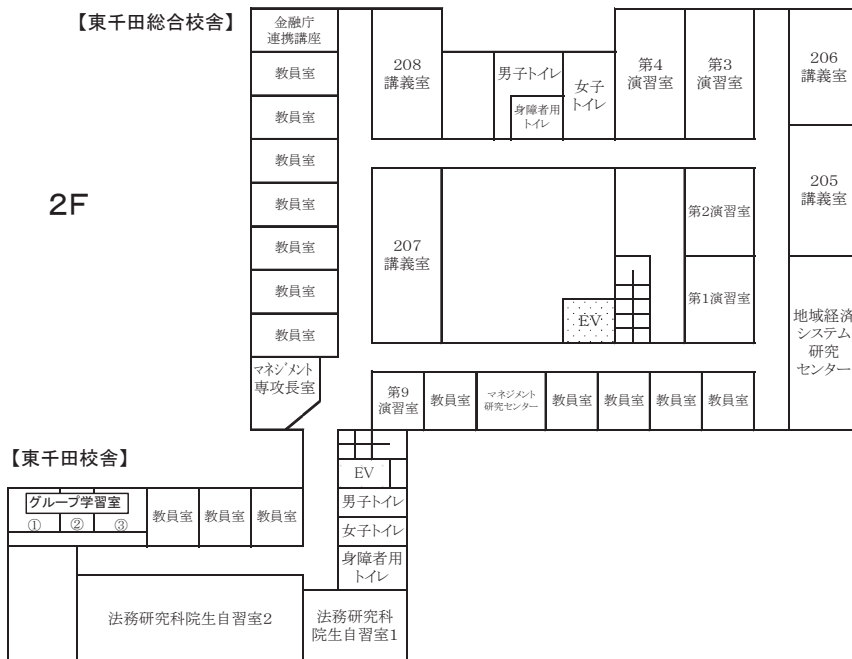 【東千田総合校舎】
2F
金融庁
連携講座
教員室
教員室
教員室
教員室
教員室
教員室
教員室
マネジメント
専攻長室
208
講義室
男子トイレ
身障者用
トイレ
女子
トイレ
第4
演習室
第3
演習室
206
講義室
205
講義室
207
講義室
第2演習室
第1演習室
EV
地域経済
システム
研究
センター
第9
演習室
教員室
マネジメント
研究センター
教員室
教員室
教員室
教員室
【東千田校舎】
グループ学習室
①
②
③
教員室
教員室
教員室
EV
男子トイレ
女子トイレ
身障者用
トイレ
法務研究科院生自習室2
法務研究科
院生自習室1